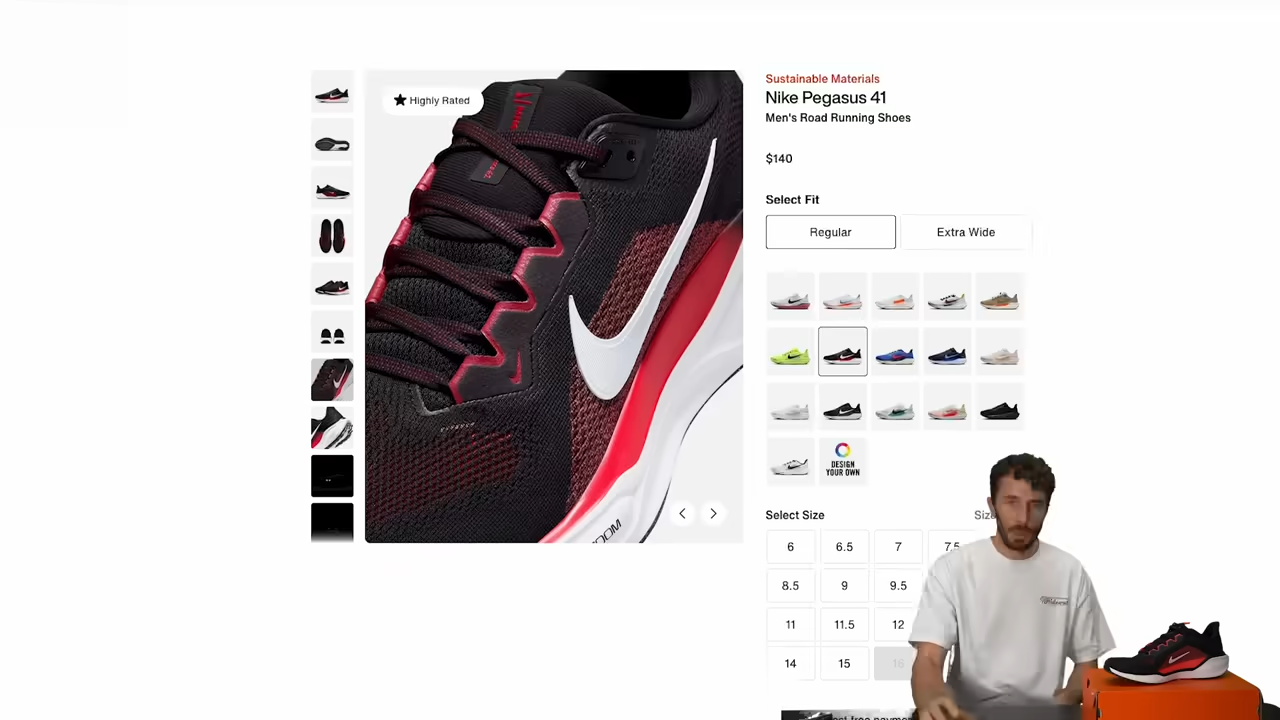 Highly Rated
ZOOM
Sustainable Materials
Nike Pegasus 41
Men's Road Running Shoes
$140
Select Fit
Regular
Extra Wide
DESIGN
YOUR OWN
Select Size
6
6.5
7
7.5
8.5
9
9.5
11
11.5
12
14
15
16